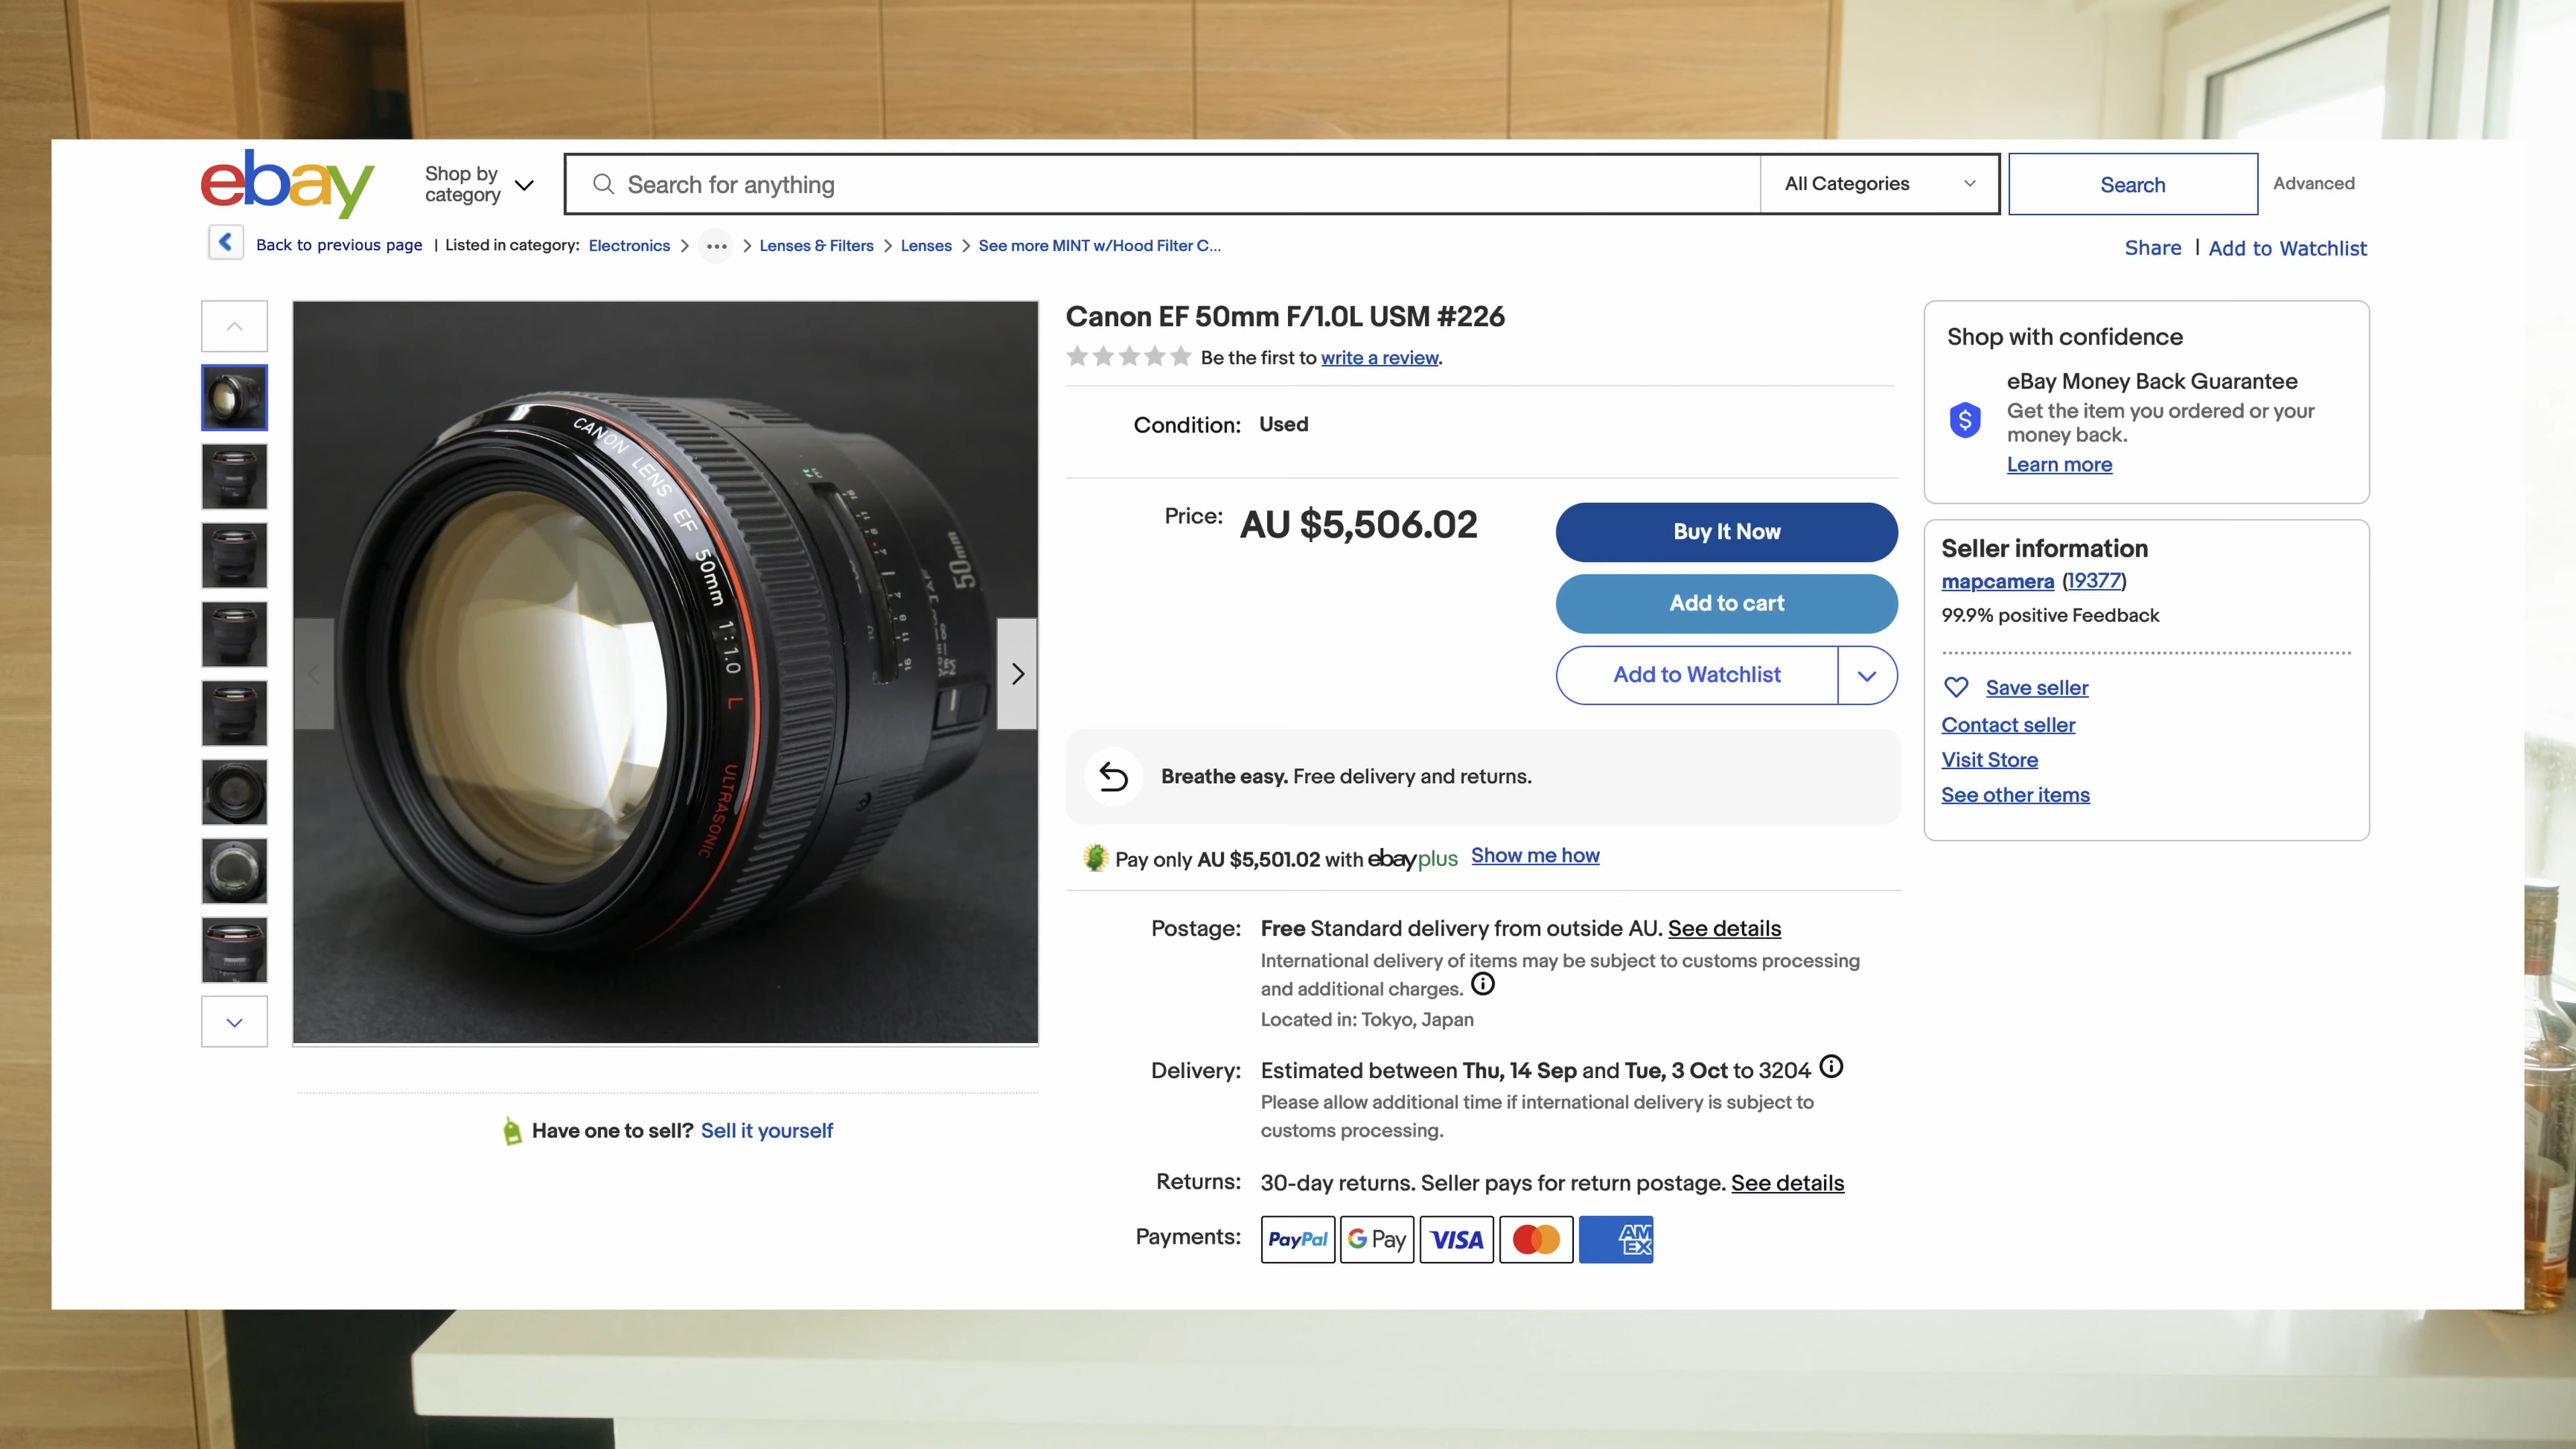 ebay
Shop by
category
Search for anything
All Categories
Search
Advanced
Back to previous page | Listed in category: Electronics > ... > Lenses & Filters > Lenses > See more MINT w/Hood Filter C...
Share | Add to Watchlist
Canon EF 50mm F/1.0L USM #226
Be the first to write a review.
Condition: Used
Price: AU $5,506.02
Buy It Now
Add to cart
Add to Watchlist
Breathe easy. Free delivery and returns.
Pay only AU $5,501.02 with ebayplus Show me how
Postage: Free Standard delivery from outside AU. See details
International delivery of items may be subject to customs processing
and additional charges.
Located in: Tokyo, Japan
Delivery: Estimated between Thu, 14 Sep and Tue, 3 Oct to 3204
Please allow additional time if international delivery is subject to
customs processing.
Returns: 30-day returns. Seller pays for return postage. See details
Payments: PayPal G Pay VISA AMEX
Shop with confidence
eBay Money Back Guarantee
Get the item you ordered or your
money back.
Learn more
Seller information
mapcamera (19377)
99.9% positive Feedback
Save seller
Contact seller
Visit Store
See other items
CANON LENS EF 50mm 1:1.0 L ULTRASONIC
50mm
Have one to sell? Sell it yourself